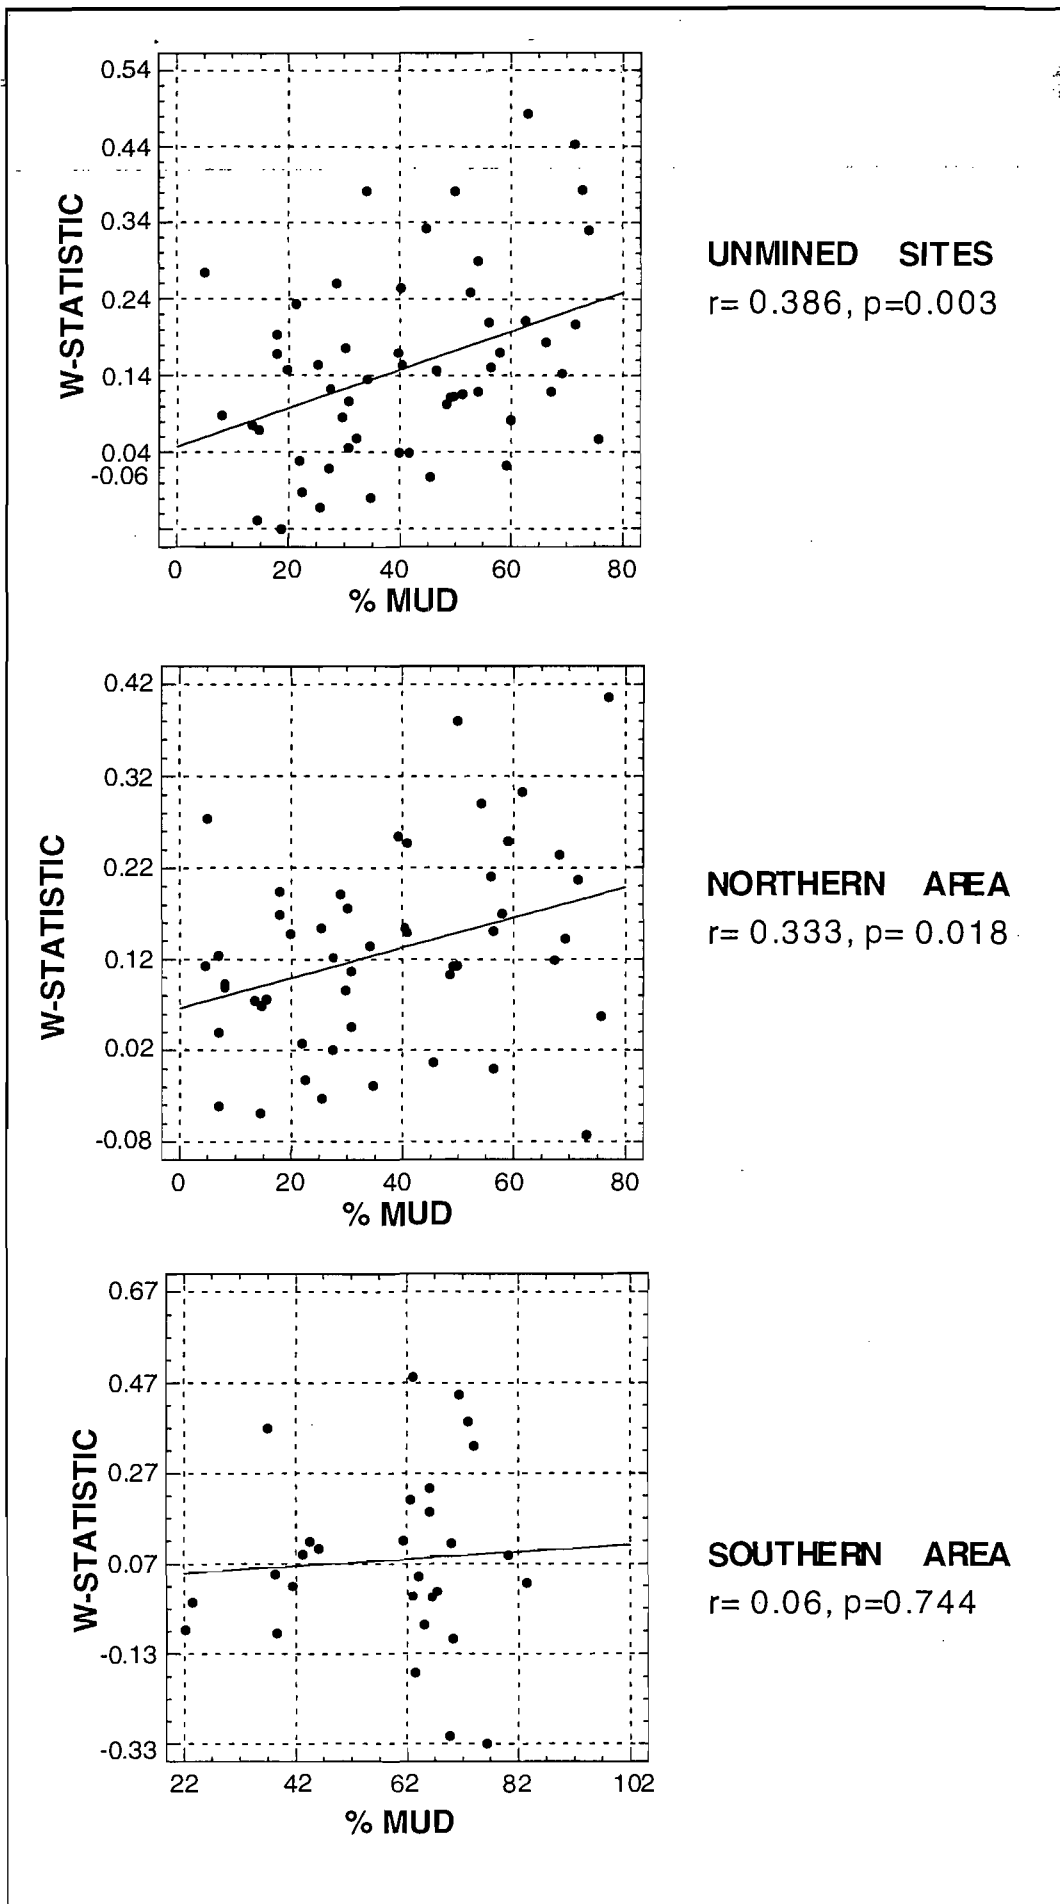 0.54
0.44
0.34
0.24
0.14
0.04
-0.06
W-STATISTIC
0 20 40 60 80
% MUD
UNMINED SITES
r= 0.386, p=0.003
0.42
0.32
0.22
0.12
0.02
-0.08
W-STATISTIC
0 20 40 60 80
% MUD
NORTHERN AREA
r= 0.333, p= 0.018
0.67
0.47
0.27
0.07
-0.13
-0.33
W-STATISTIC
22 42 62 82 102
% MUD
SOUTHERN AREA
r= 0.06, p=0.744